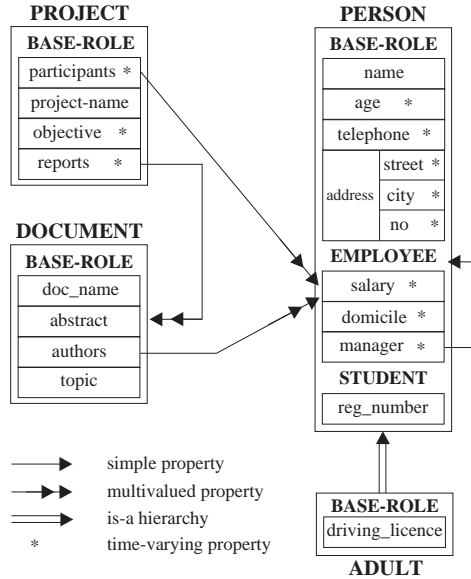 PROJECT
BASE-ROLE
participants *
project-name
objective *
reports *
DOCUMENT
BASE-ROLE
doc_name
abstract
authors
topic
PERSON
BASE-ROLE
name
age *
telephone *
address
street *
city *
no *
EMPLOYEE
salary *
domicile *
manager *
STUDENT
reg_number
BASE-ROLE
driving_licence
ADULT
simple property
multivalued property
is-a hierarchy
* time-varying property